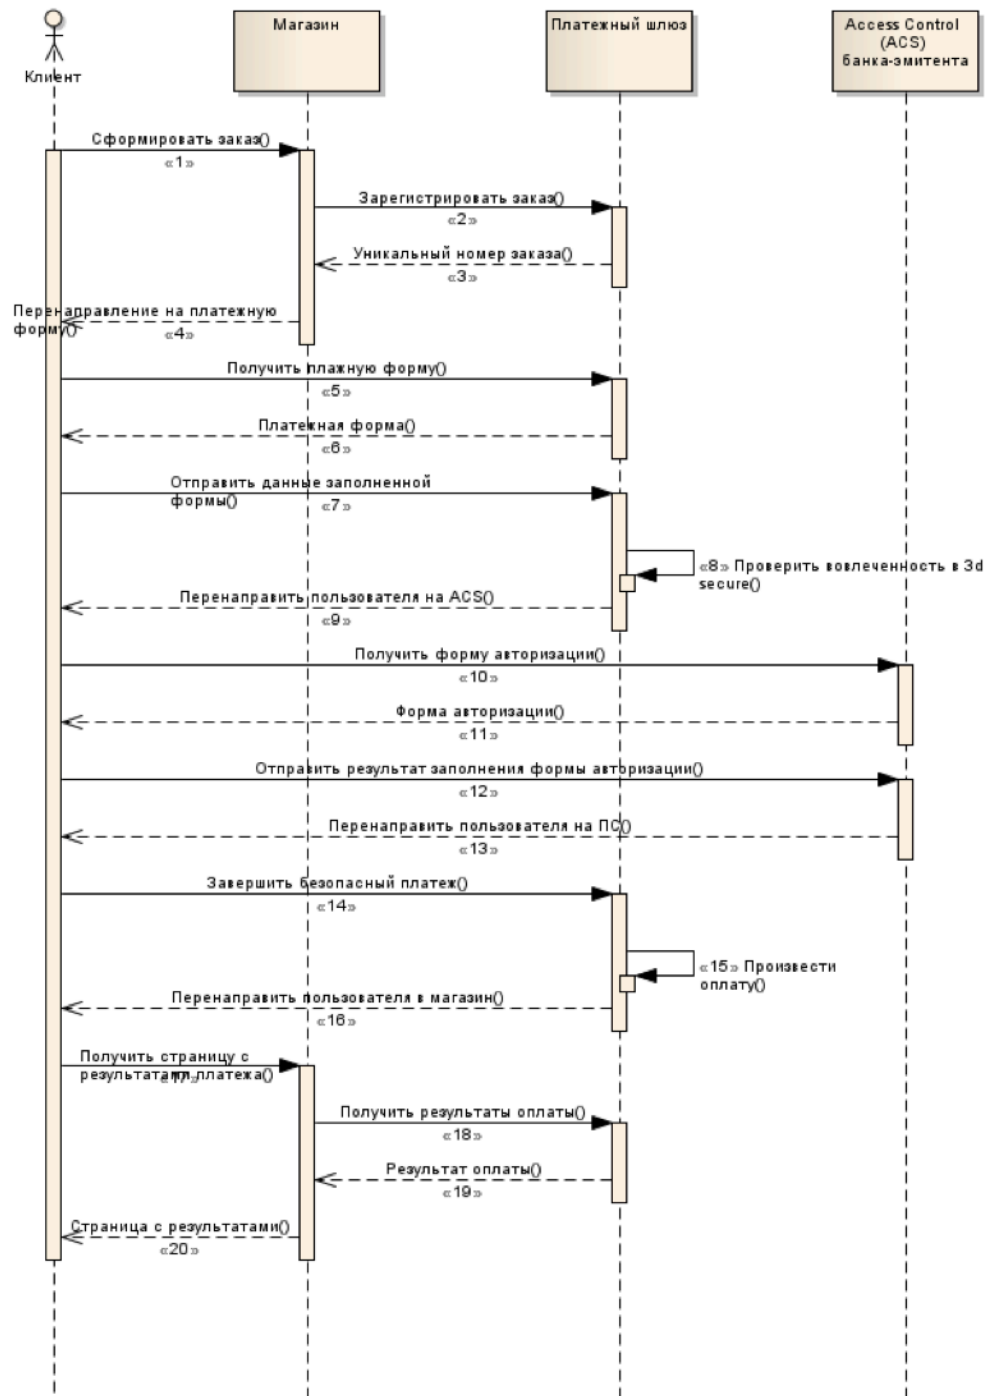 Клиент
Магазин
Платежный шлюз
Access Control
(ACS)
банка-эмитента
Сформировать заказ()
«1»
Зарегистрировать заказ()
«2»
Уникальный номер заказа()
«3»
Перенаправление на платежную
форму()
«4»
Получить плажную форму()
«5»
Платежная форма()
«6»
Отправить данные заполненной
формы()
«7»
«8» Проверить вовлеченность в 3d
secure()
Перенаправить пользователя на ACS()
«9»
Получить форму авторизации()
«10»
Форма авторизации()
«11»
Отправить результат заполнения формы авторизации()
«12»
Перенаправить пользователя на ПС()
«13»
Завершить безопасный платеж()
«14»
«15» Произвести
оплату()
Перенаправить пользователя в магазин()
«16»
Получить страницу с
результатами платежа()
«17»
Получить результаты оплаты()
«18»
Результат оплаты()
«19»
Страница с результатами()
«20»